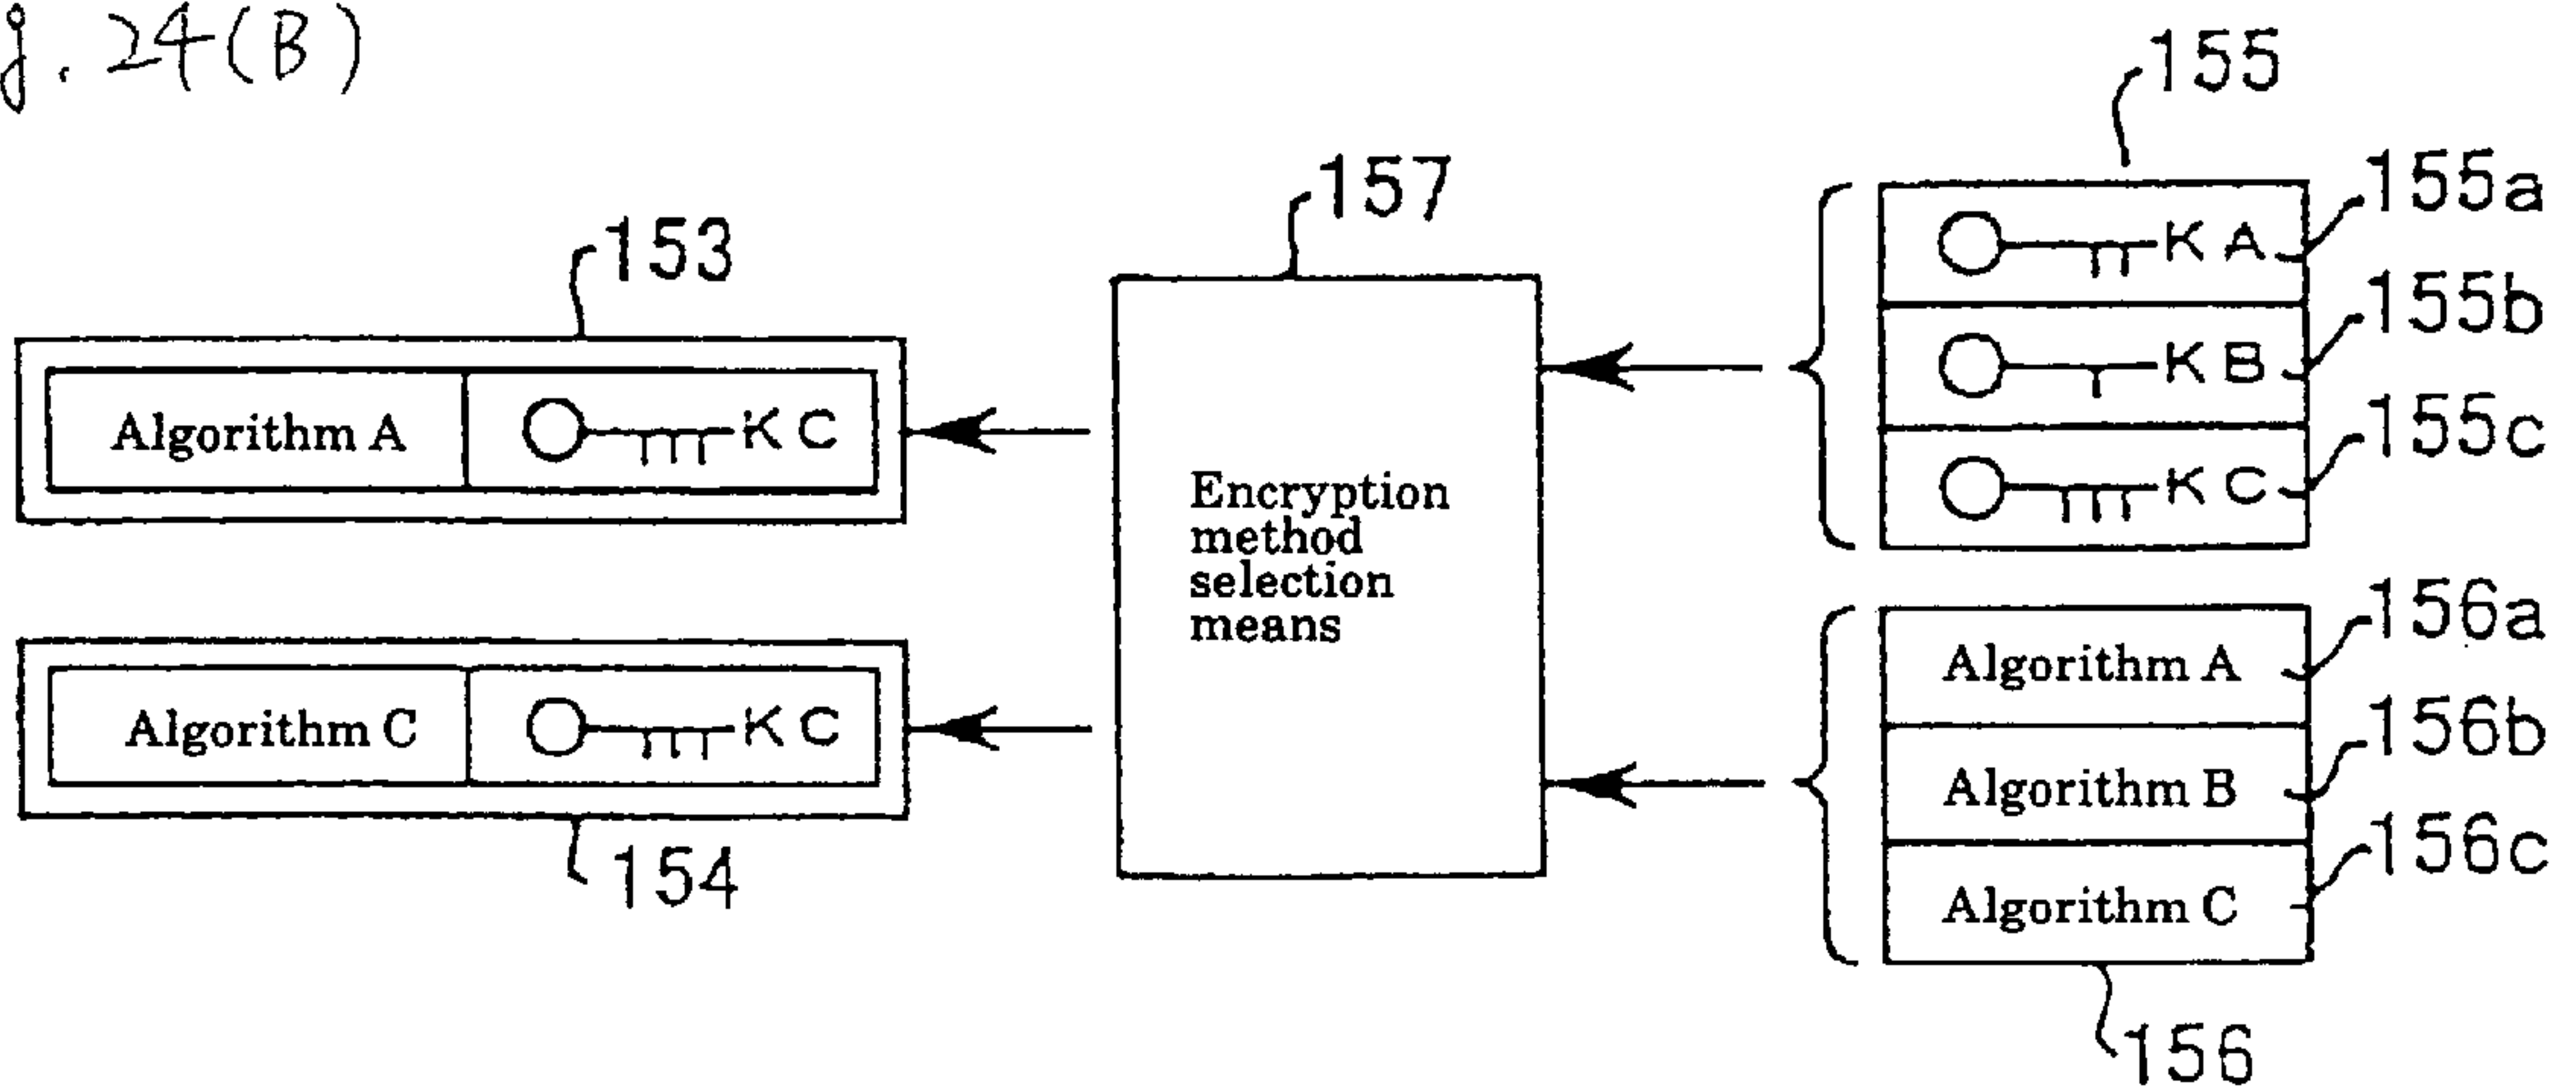 g. 24(B)
155
155a
KA
155b
KB
155c
KC
157
Encryption
method
selection
means
153
Algorithm A
KC
Algorithm C
KC
154
156a
Algorithm A
156b
Algorithm B
156c
Algorithm C
156